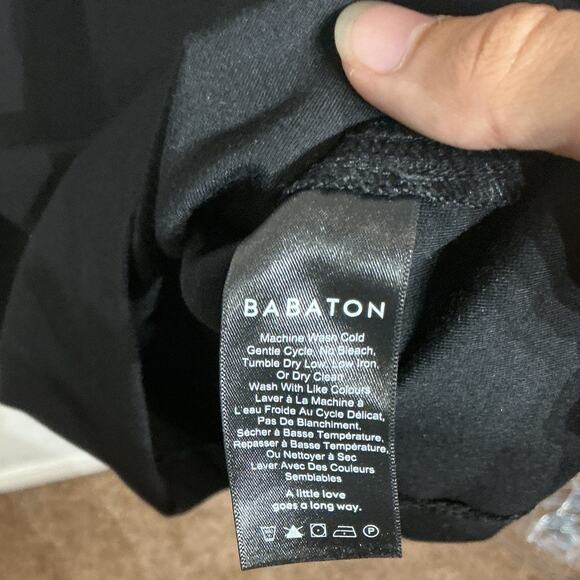 BABATON
Machine Wash Cold
Gentle Cycle, No Bleach,
Tumble Dry Low, Low Iron,
Or Dry Clean
Wash With Like Colours
Laver à La Machine à
L'eau Froide Au Cycle Délicat,
Pas De Blanchiment,
Sécher à Basse Température,
Repasser à Basse Température,
Ou Nettoyer à Sec
Laver Avec Des Couleurs
Semblables
A little love
goes a long way.
P